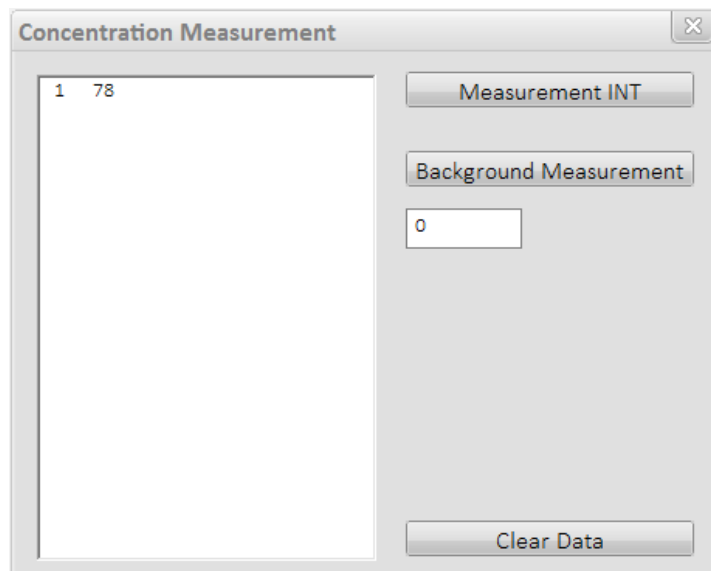 Concentration Measurement
1 78
Measurement INT
Background Measurement
0
Clear Data